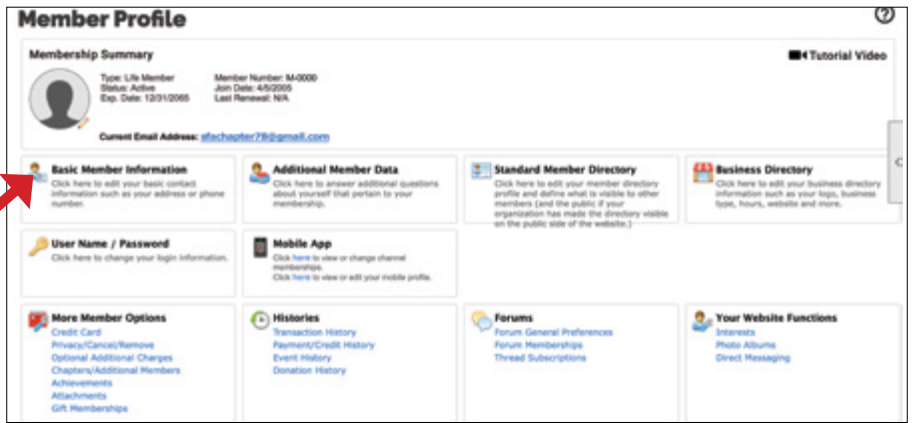 Member Profile
Membership Summary
Tutorial Video
Type: Life Member
Status: Active
Exp. Date: 12/31/2065
Member Number: M-0000
Join Date: 4/5/2005
Last Renewal: N/A
Current Email Address: sfachapter78@gmail.com
Basic Member Information
Click here to edit your basic contact
information such as your address or phone
number.
Additional Member Data
Click here to answer additional questions
about yourself that pertain to your
membership.
Standard Member Directory
Click here to edit your member directory
profile and define what is visible to other
members (and the public if your
organization has made the directory visible
on the public side of the website.)
Business Directory
Click here to edit your business directory
information such as your logo, business
type, hours, website and more.
User Name / Password
Click here to change your login information.
Mobile App
Click here to view or change channel
memberships.
Click here to view or edit your mobile profile.
More Member Options
Credit Card
Privacy/Cancel/Remove
Optional Additional Charges
Chapters/Additional Members
Achievements
Attachments
Gift Memberships
Histories
Transaction History
Payment/Credit History
Event History
Donation History
Forums
Forum General Preferences
Forum Memberships
Thread Subscriptions
Your Website Functions
Interests
Photo Albums
Direct Messaging